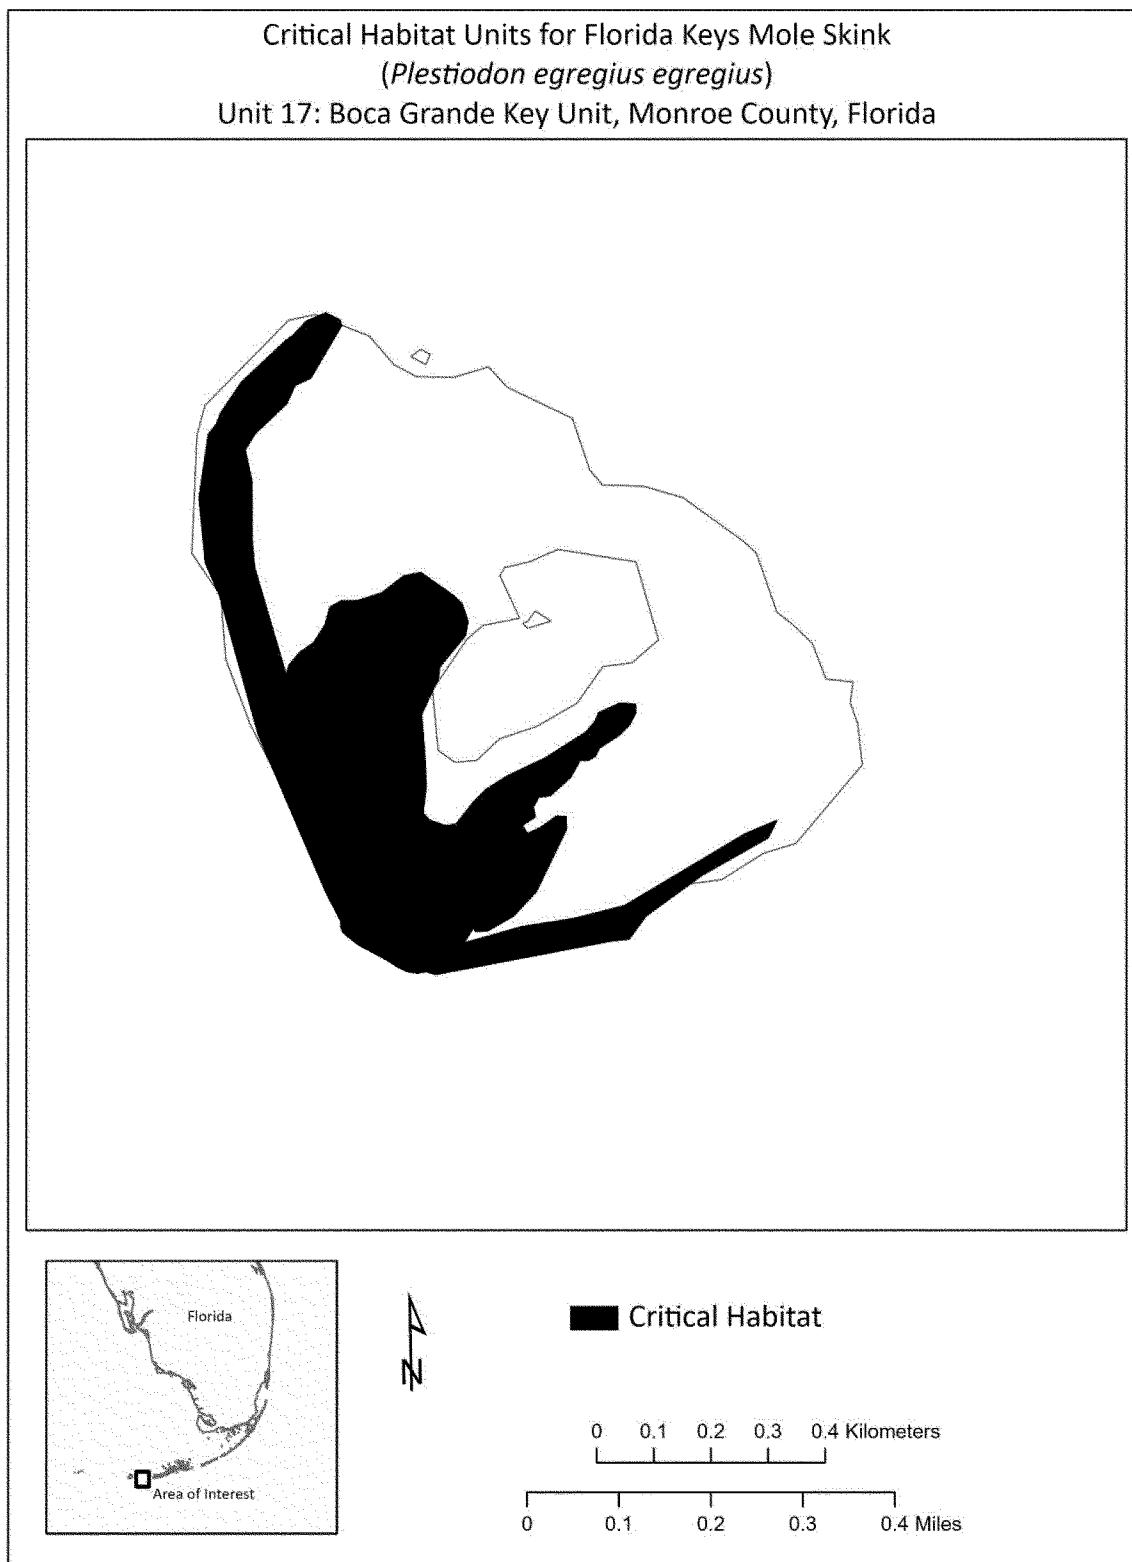 Critical Habitat Units for Florida Keys Mole Skink
(Plestiodon egregius egregius)
Unit 17: Boca Grande Key Unit, Monroe County, Florida
Florida
Area of Interest
N
Critical Habitat
0 0.1 0.2 0.3 0.4 Kilometers
0 0.1 0.2 0.3 0.4 Miles